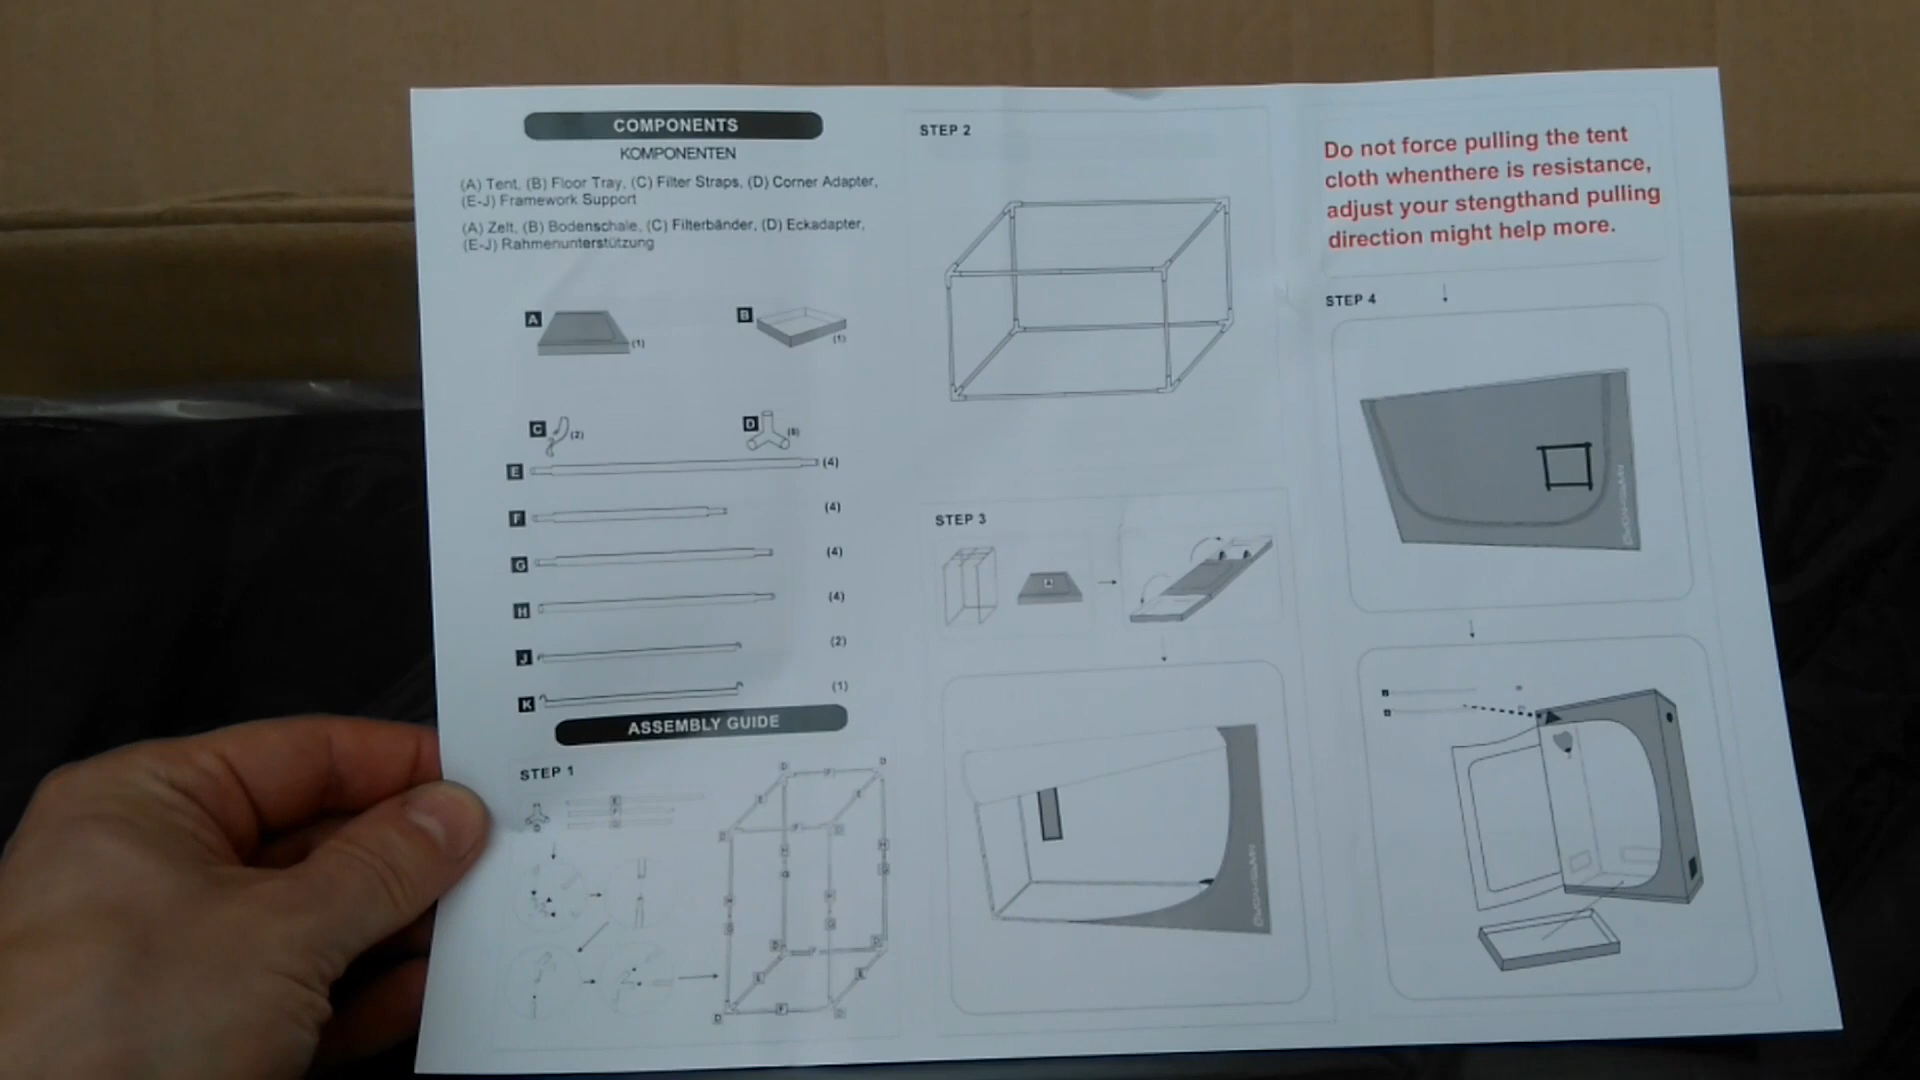 COMPONENTS
KOMPONENTEN
(A) Tent, (B) Floor Tray, (C) Filter Straps, (D) Corner Adapter,
(E-J) Framework Support
(A) Zelt, (B) Bodenschale, (C) Filterbänder, (D) Eckadapter,
(E-J) Rahmenunterstützung
A (1)
B (1)
C (2)
D (8)
E (4)
F (4)
G (4)
H (4)
J (2)
K (1)
ASSEMBLY GUIDE
STEP 1
D
STEP 2
STEP 3
A
Do not force pulling the tent
cloth whenthere is resistance,
adjust your stengthand pulling
direction might help more.
STEP 4